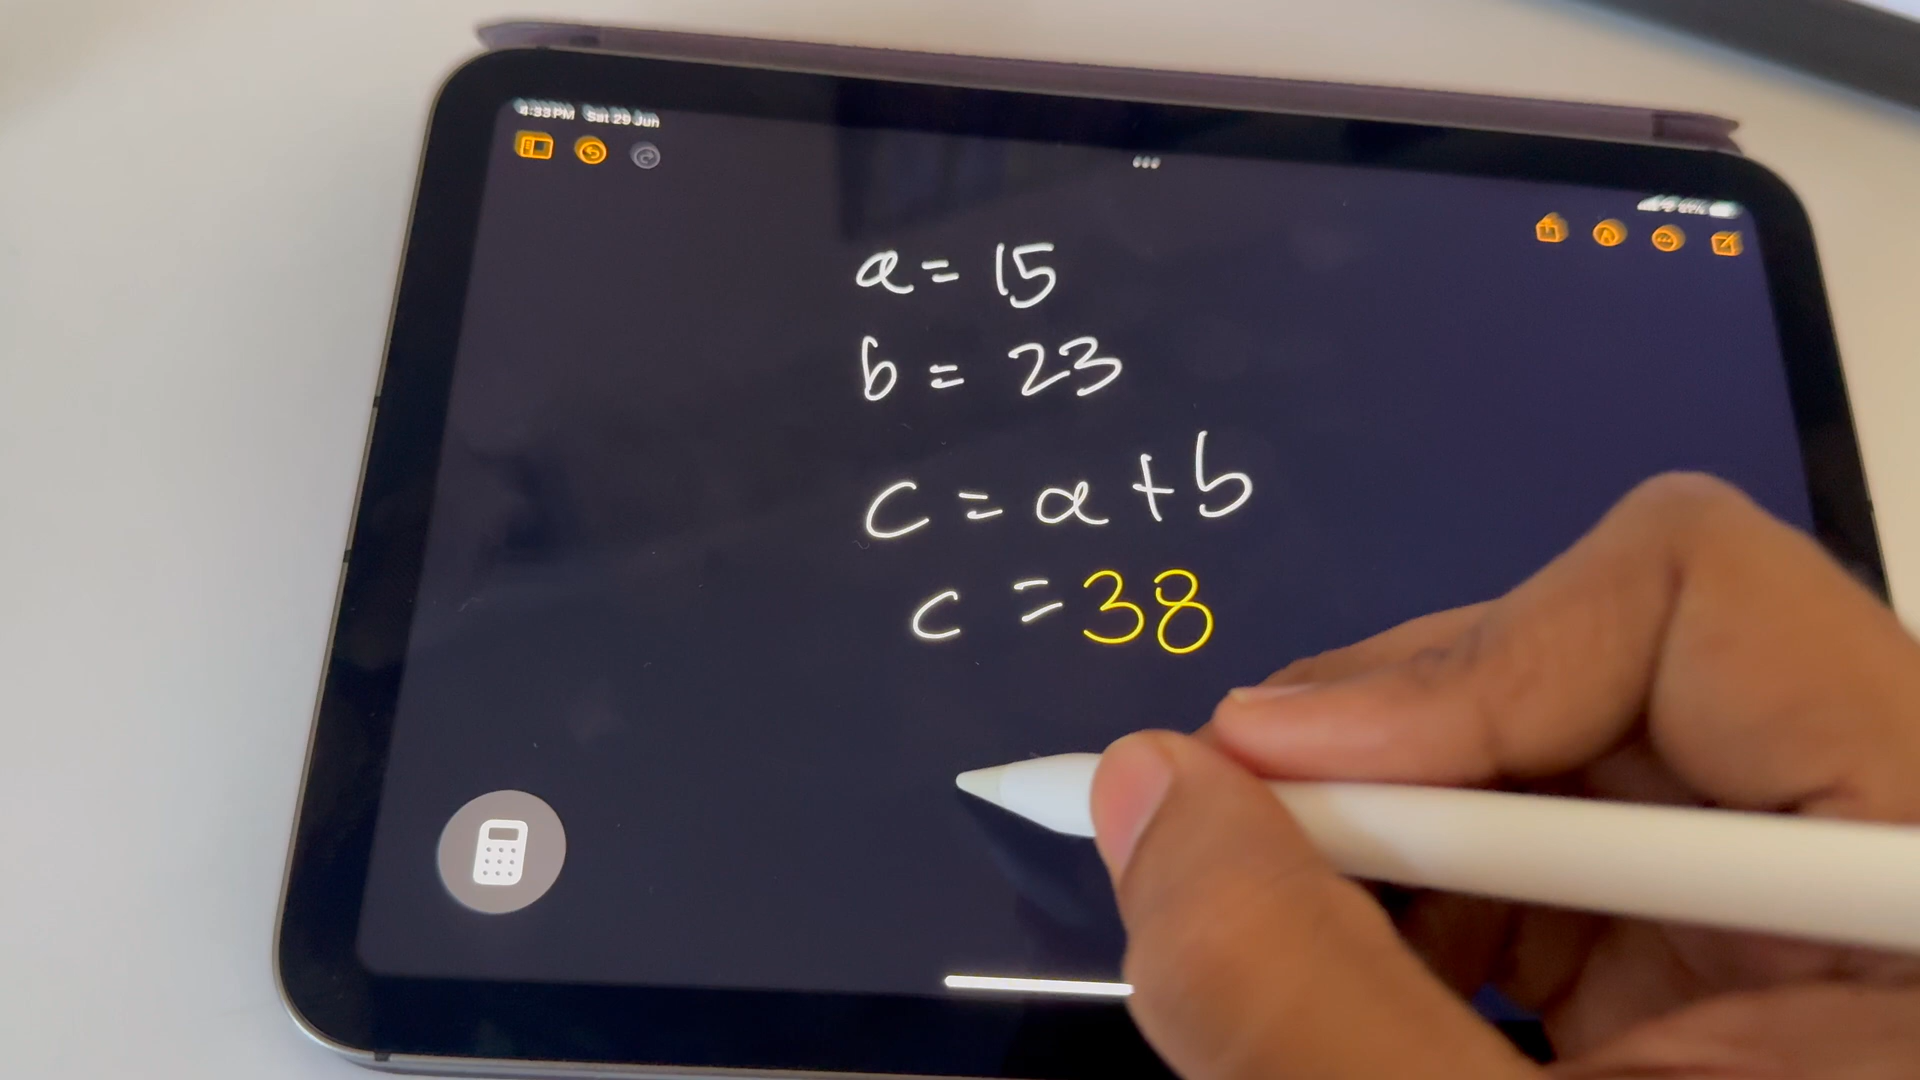 4:33 PM Sat 29 Jun
a = 15
b = 23
c = a + b
c = 38